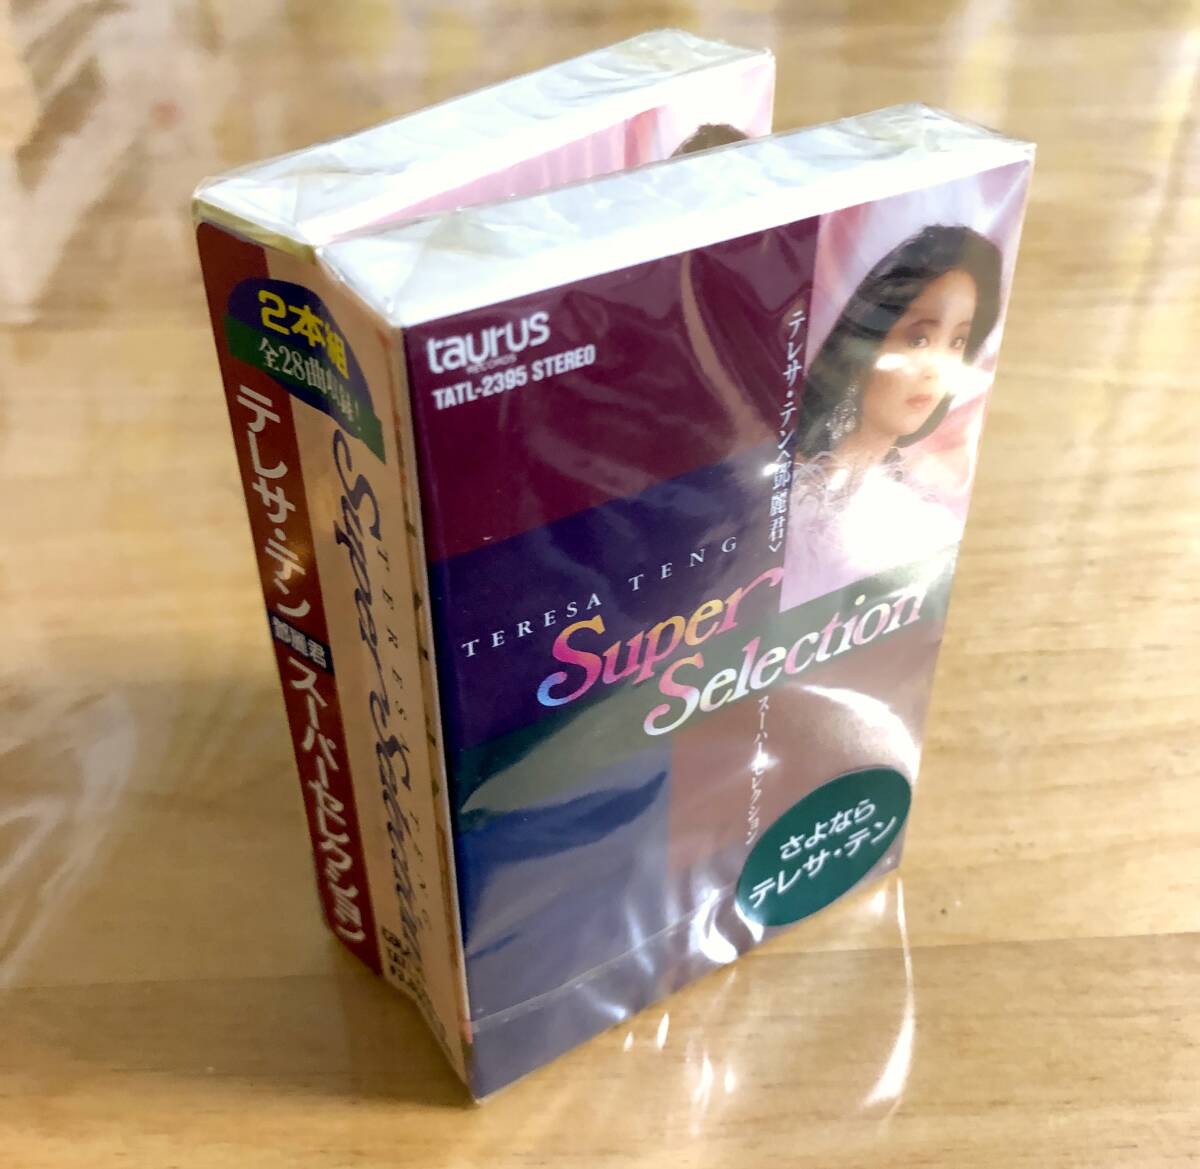 2本組
全28曲収録!
テレサ・テン 鄧麗君 スーパーセレクション
Super Selection
taurus
RECORDS
TATL-2395 STEREO
テレサ・テン<鄧麗君>
TERESA TENG
Super
Selection
スーパーセレクション
さよなら
テレサ・テン